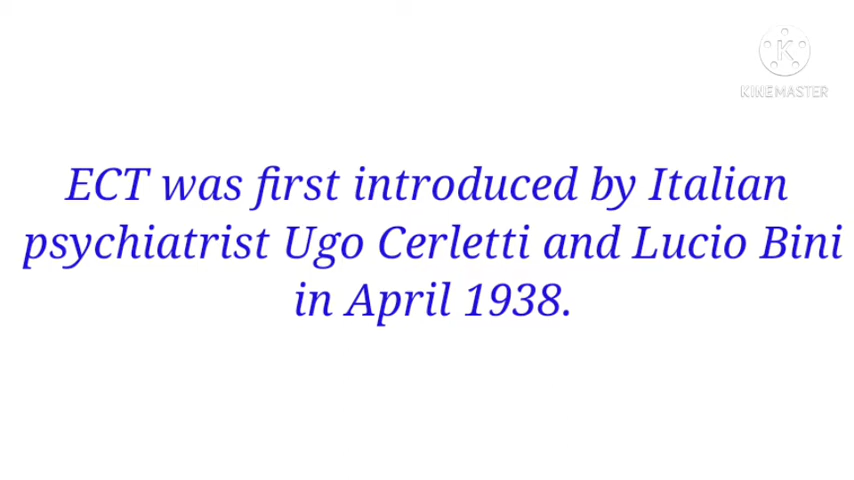 K
KINEMASTER
ECT was first introduced by Italian
psychiatrist Ugo Cerletti and Lucio Bini
in April 1938.